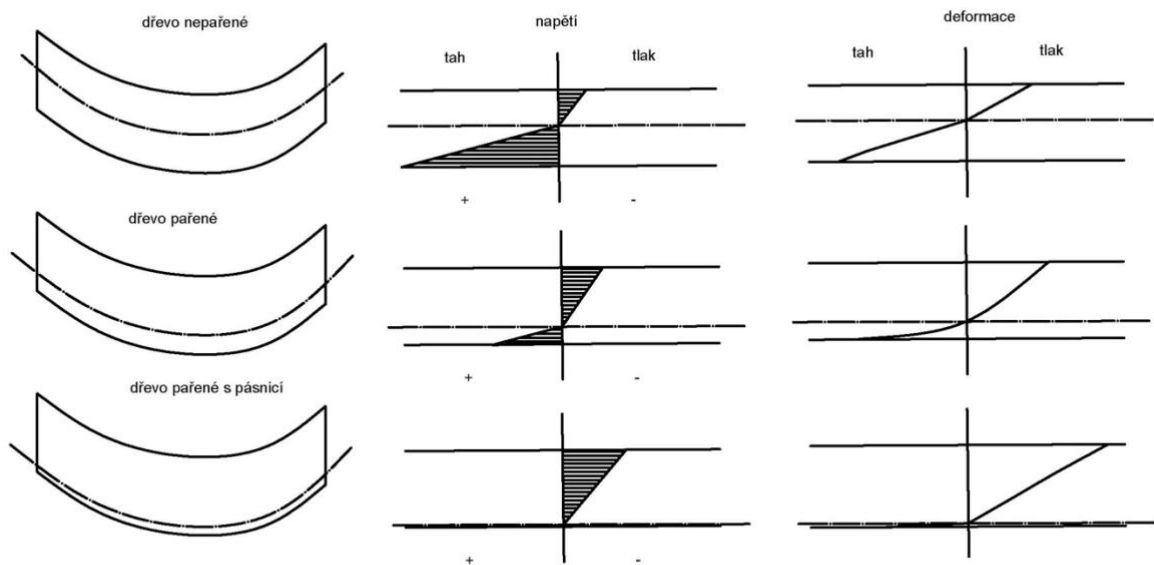 dřevo nepařené
napětí
deformace
tah
tlak
tah
tlak
+
-
dřevo pařené
+
-
dřevo pařené s pásnicí
+
-